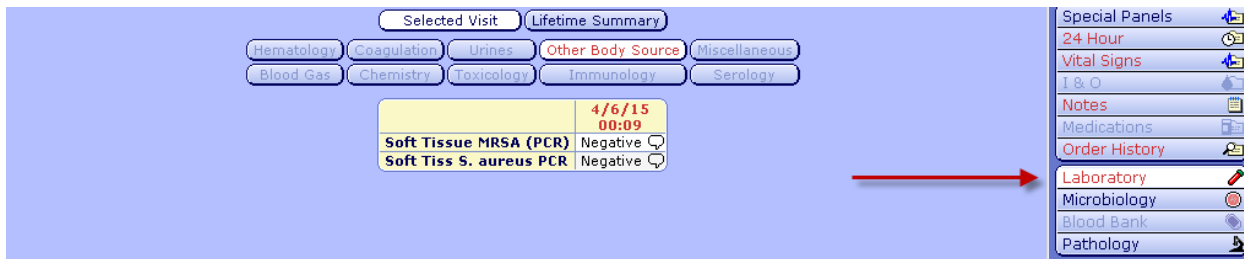 Selected Visit Lifetime Summary
Hematology Coagulation Urines Other Body Source Miscellaneous
Blood Gas Chemistry Toxicology Immunology Serology
4/6/15
00:09
Soft Tissue MRSA (PCR) Negative
Soft Tiss S. aureus PCR Negative
Special Panels
24 Hour
Vital Signs
I & O
Notes
Medications
Order History
Laboratory
Microbiology
Blood Bank
Pathology